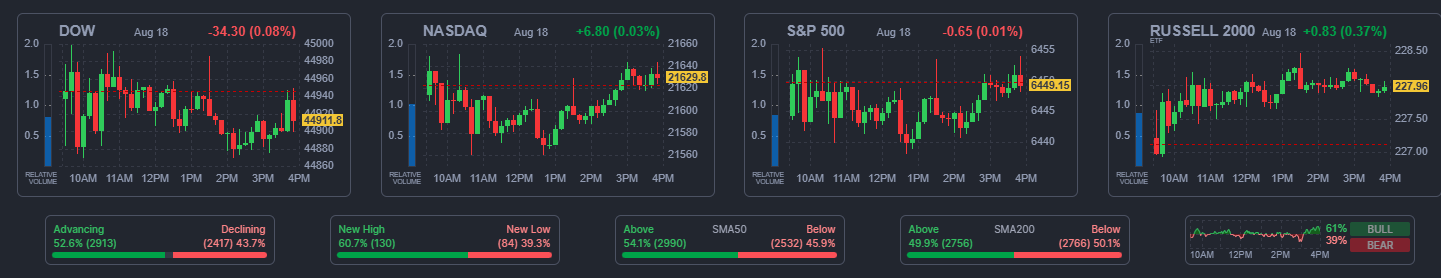 DOW Aug 18 -34.30 (0.08%)
2.0 45000
44980
1.5 44960
44940
1.0 44920
44911.8
0.5 44900
44880
44860
RELATIVE
VOLUME
10AM 11AM 12PM 1PM 2PM 3PM 4PM
NASDAQ Aug 18 +6.80 (0.03%)
2.0 21660
1.5 21640
21629.8
1.0 21620
21600
0.5 21580
21560
RELATIVE
VOLUME
10AM 11AM 12PM 1PM 2PM 3PM 4PM
S&P 500 Aug 18 -0.65 (0.01%)
2.0 6455
1.5 6450
6449.15
1.0 6445
0.5 6440
RELATIVE
VOLUME
10AM 11AM 12PM 1PM 2PM 3PM 4PM
RUSSELL 2000 Aug 18 +0.83 (0.37%)
ETF
2.0 228.50
1.5 227.96
1.0 227.50
0.5 227.00
RELATIVE
VOLUME
10AM 11AM 12PM 1PM 2PM 3PM 4PM
Advancing Declining
52.6% (2913) (2417) 43.7%
New High New Low
60.7% (130) (84) 39.3%
Above SMA50 Below
54.1% (2990) (2532) 45.9%
Above SMA200 Below
49.9% (2756) (2766) 50.1%
61% BULL
39% BEAR
10AM 12PM 2PM 4PM